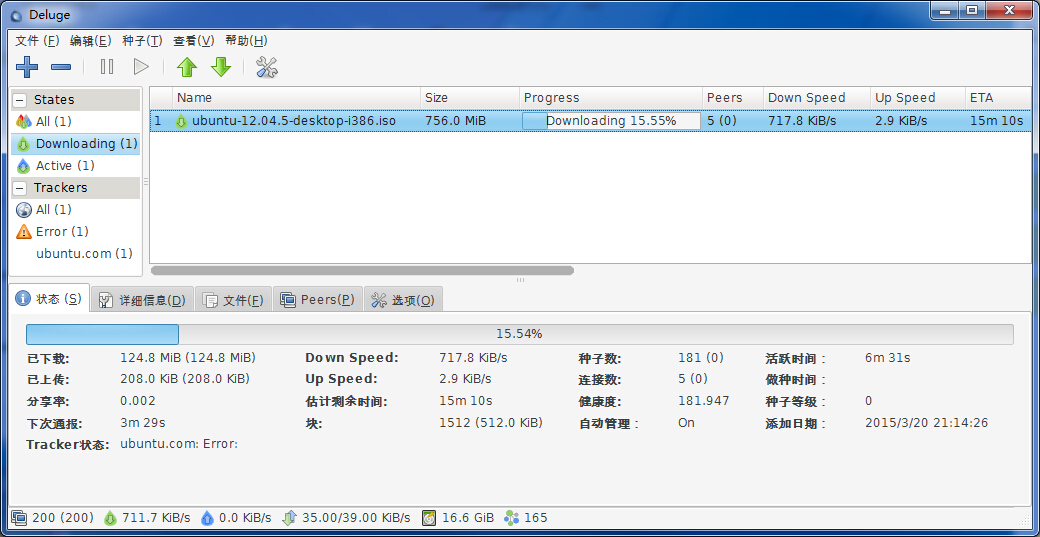 Deluge
文件 (F) 编辑(E) 种子(T) 查看(V) 帮助(H)
States
All (1)
Downloading (1)
Active (1)
Trackers
All (1)
Error (1)
ubuntu.com (1)
Name Size Progress Peers Down Speed Up Speed ETA
1 ubuntu-12.04.5-desktop-i386.iso 756.0 MiB Downloading 15.55% 5 (0) 717.8 KiB/s 2.9 KiB/s 15m 10s
状态 (S) 详细信息(D) 文件(F) Peers(P) 选项(O)
15.54%
已下载: 124.8 MiB (124.8 MiB) Down Speed: 717.8 KiB/s 种子数: 181 (0) 活跃时间： 6m 31s
已上传: 208.0 KiB (208.0 KiB) Up Speed: 2.9 KiB/s 连接数: 5 (0) 做种时间：
分享率: 0.002 估计剩余时间: 15m 10s 健康度: 181.947 种子等级： 0
下次通报: 3m 29s 块: 1512 (512.0 KiB) 自动管理： On 添加日期： 2015/3/20 21:14:26
Tracker状态: ubuntu.com: Error:
200 (200) 711.7 KiB/s 0.0 KiB/s 35.00/39.00 KiB/s 16.6 GiB 165